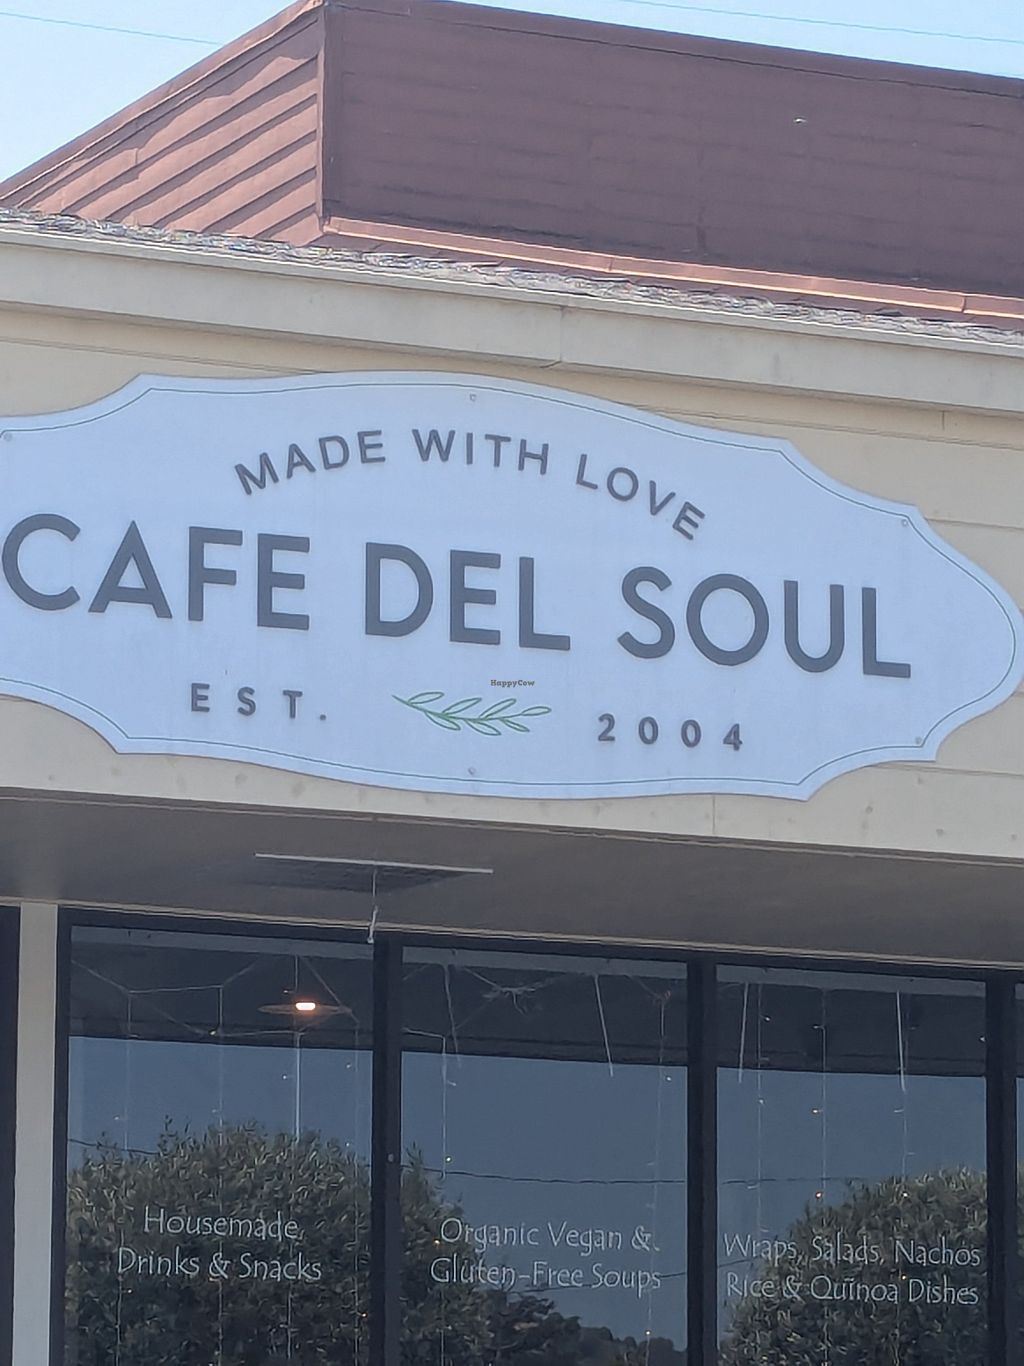 MADE WITH LOVE
CAFE DEL SOUL
EST. 2004
HappyCow
Housemade
Drinks & Snacks
Organic Vegan &
Gluten-Free Soups
Wraps, Salads, Nachos
Rice & Quinoa Dishes